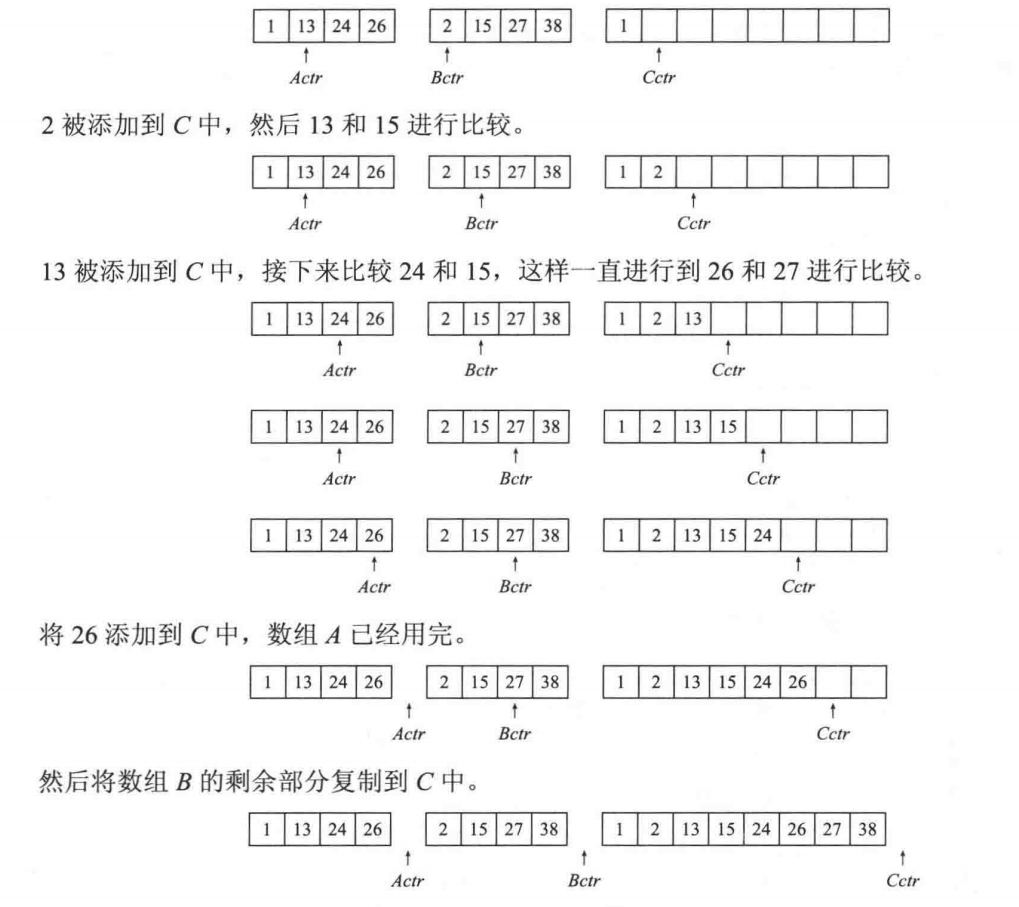 1 13 24 26 2 15 27 38 1
Actr Bctr Cctr
2 被添加到 C 中，然后 13 和 15 进行比较。
1 13 24 26 2 15 27 38 1 2
Actr Bctr Cctr
13 被添加到 C 中，接下来比较 24 和 15，这样一直进行到 26 和 27 进行比较。
1 13 24 26 2 15 27 38 1 2 13
Actr Bctr Cctr
1 13 24 26 2 15 27 38 1 2 13 15
Actr Bctr Cctr
1 13 24 26 2 15 27 38 1 2 13 15 24
Actr Bctr Cctr
将 26 添加到 C 中，数组 A 已经用完。
1 13 24 26 2 15 27 38 1 2 13 15 24 26
Actr Bctr Cctr
然后将数组 B 的剩余部分复制到 C 中。
1 13 24 26 2 15 27 38 1 2 13 15 24 26 27 38
Actr Bctr Cctr